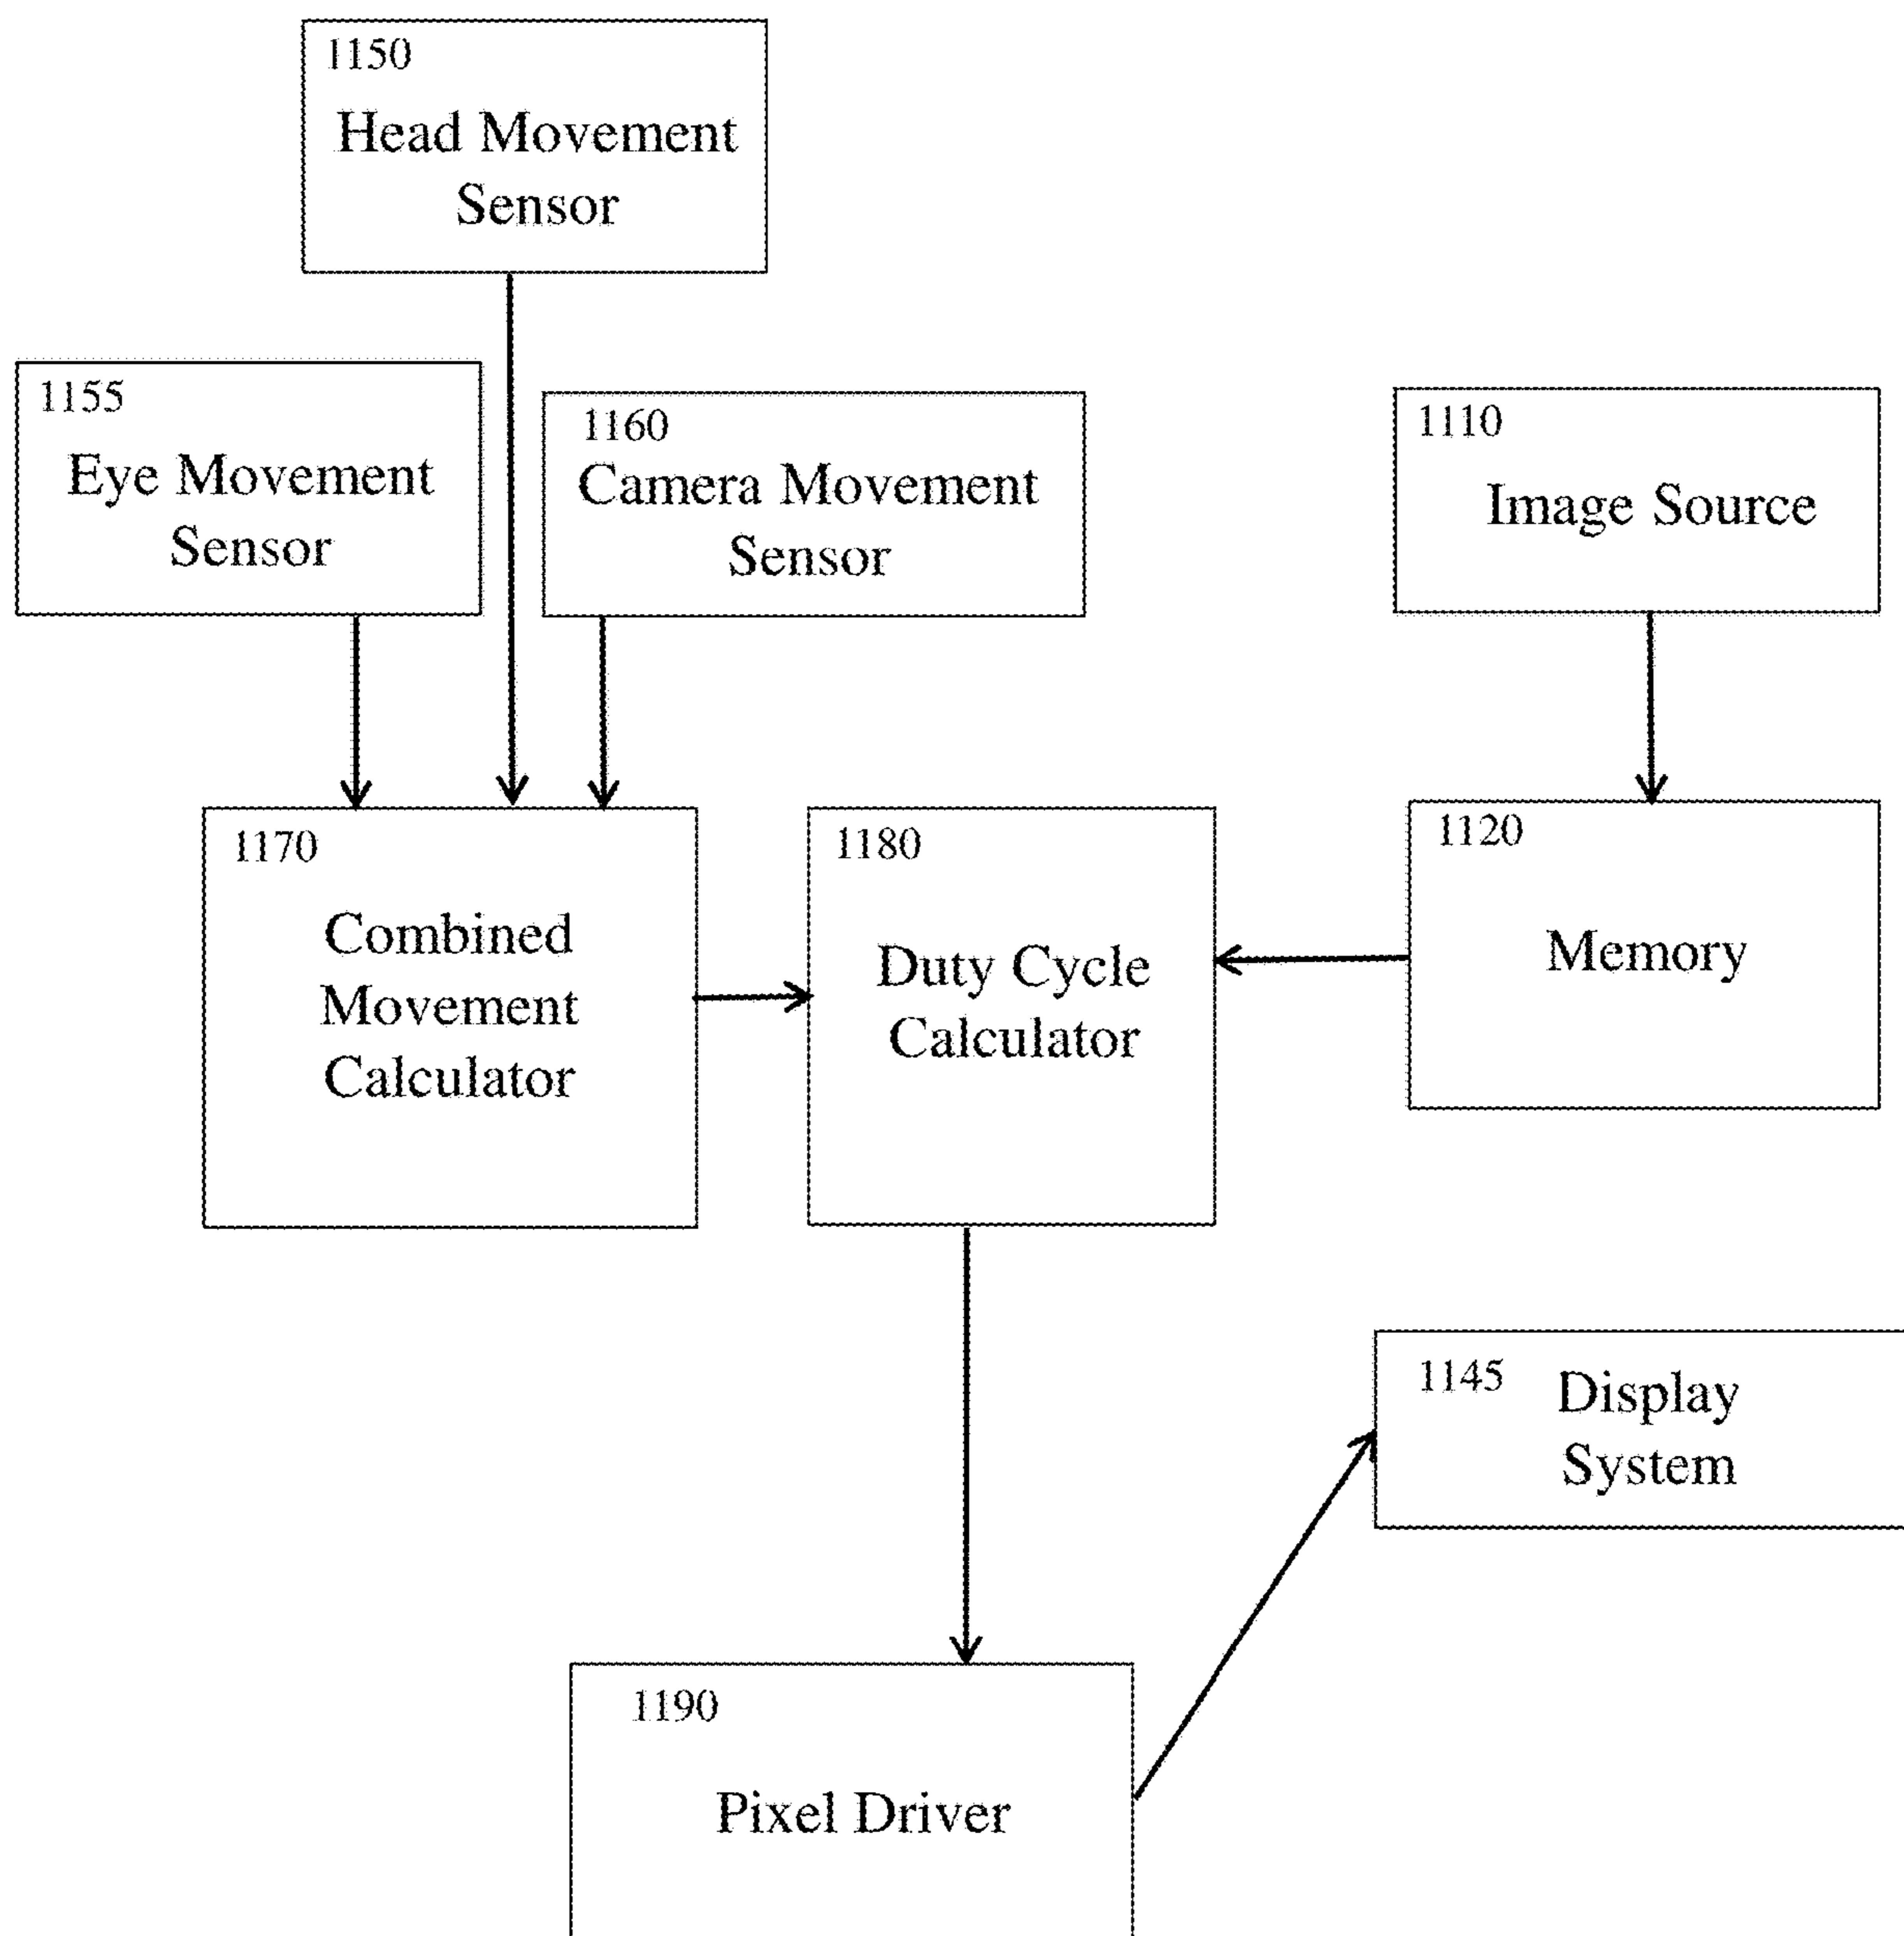 1150
Head Movement
Sensor
1155
Eye Movement
Sensor
1160
Camera Movement
Sensor
1110
Image Source
1170
Combined
Movement
Calculator
1180
Duty Cycle
Calculator
1120
Memory
1145 Display
System
1190
Pixel Driver